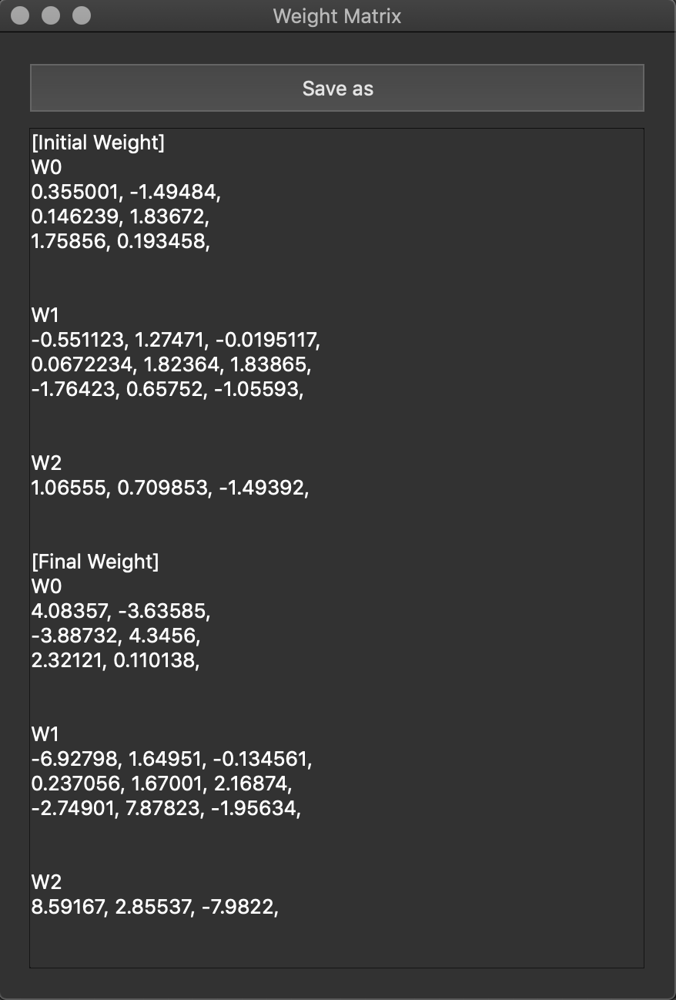 Weight Matrix
Save as
[Initial Weight]
W0
0.355001, -1.49484,
0.146239, 1.83672,
1.75856, 0.193458,
W1
-0.551123, 1.27471, -0.0195117,
0.0672234, 1.82364, 1.83865,
-1.76423, 0.65752, -1.05593,
W2
1.06555, 0.709853, -1.49392,
[Final Weight]
W0
4.08357, -3.63585,
-3.88732, 4.3456,
2.32121, 0.110138,
W1
-6.92798, 1.64951, -0.134561,
0.237056, 1.67001, 2.16874,
-2.74901, 7.87823, -1.95634,
W2
8.59167, 2.85537, -7.9822,